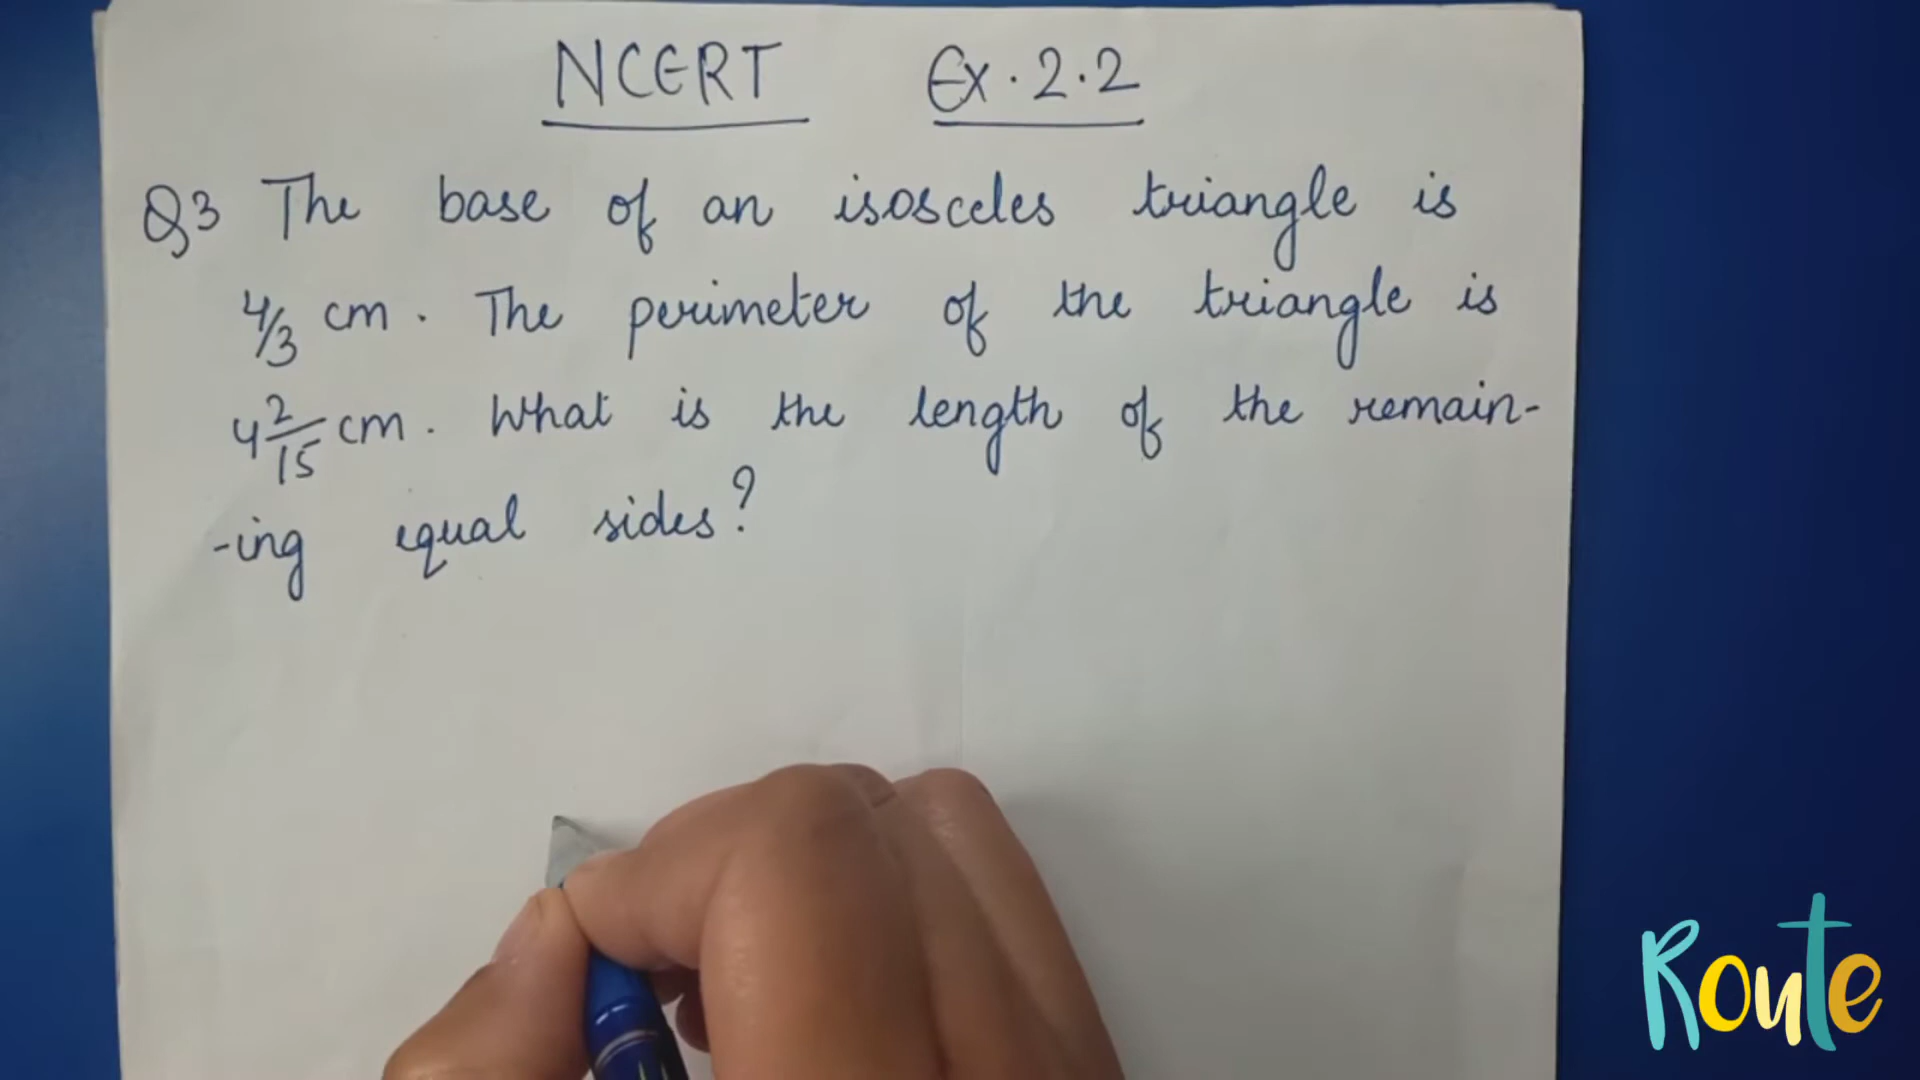 NCERT Ex. 2.2
Q3 The base of an isosceles triangle is
4/3 cm. The perimeter of the triangle is
4 2/15 cm. What is the length of the remain-
-ing equal sides?
Route